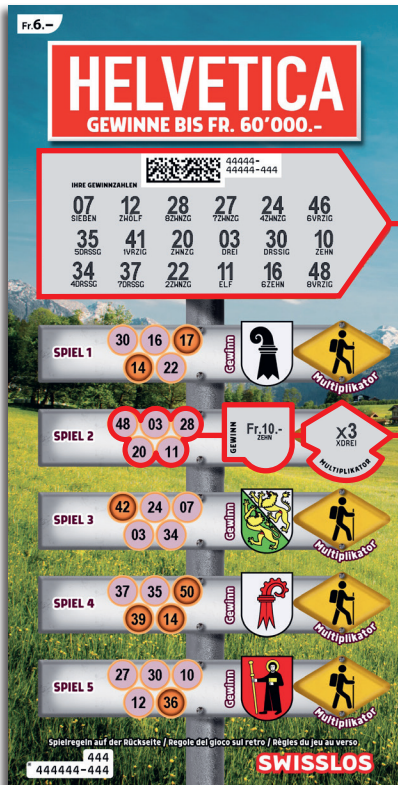 Fr.6.–
HELVETICA
GEWINNE BIS FR. 60'000.–
44444-
44444-444
IHRE GEWINNZAHLEN
07 12 28 27 24 46
SIEBEN ZWÖLF 8ZWNZG 7ZWNZG 4ZWNZG 6VRZIG
35 41 20 03 30 10
5DRSSG 1VRZIG ZWNZG DREI DRSSIG ZEHN
34 37 22 11 16 48
4DRSSG 7DRSSG 2ZWNZG ELF 6ZEHN 8VRZIG
SPIEL 1 30 16 17 Gewinn Multiplikator
14 22
SPIEL 2 48 03 28 GEWINN Fr.10.- x3
ZEHN XDREI
20 11 MULTIPLIKATOR
SPIEL 3 42 24 07 Gewinn Multiplikator
03 34
SPIEL 4 37 35 50 Gewinn Multiplikator
39 14
SPIEL 5 27 30 10 Gewinn Multiplikator
12 36
Spielregeln auf der Rückseite / Regole del gioco sul retro / Règles du jeu au verso
444
444444-444
SWISSLOS